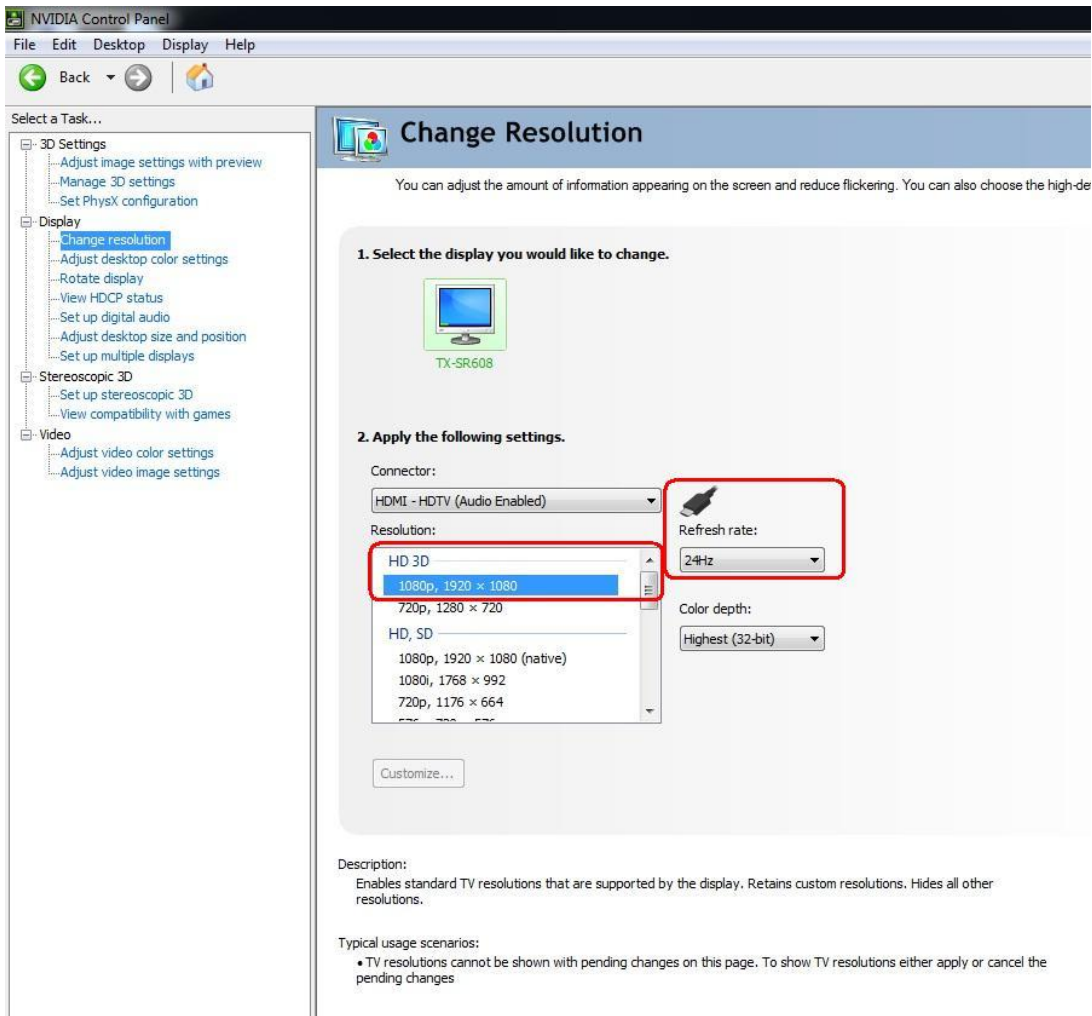 NVIDIA Control Panel
File Edit Desktop Display Help
Back
Select a Task...
3D Settings
Adjust image settings with preview
Manage 3D settings
Set PhysX configuration
Display
Change resolution
Adjust desktop color settings
Rotate display
View HDCP status
Set up digital audio
Adjust desktop size and position
Set up multiple displays
Stereoscopic 3D
Set up stereoscopic 3D
View compatibility with games
Video
Adjust video color settings
Adjust video image settings
Change Resolution
You can adjust the amount of information appearing on the screen and reduce flickering. You can also choose the high-de
1. Select the display you would like to change.
TX-SR608
2. Apply the following settings.
Connector:
HDMI - HDTV (Audio Enabled)
Resolution:
HD 3D
1080p, 1920 × 1080
720p, 1280 × 720
HD, SD
1080p, 1920 × 1080 (native)
1080i, 1768 × 992
720p, 1176 × 664
Refresh rate:
24Hz
Color depth:
Highest (32-bit)
Customize...
Description:
Enables standard TV resolutions that are supported by the display. Retains custom resolutions. Hides all other
resolutions.
Typical usage scenarios:
• TV resolutions cannot be shown with pending changes on this page. To show TV resolutions either apply or cancel the
pending changes